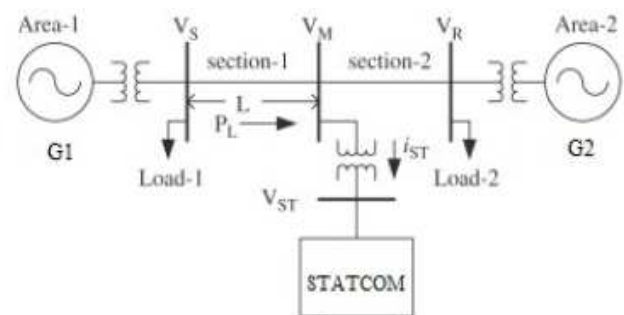 Area-1
V_S
V_M
V_R
Area-2
section-1
section-2
L
P_L
G1
Load-1
i_ST
Load-2
G2
V_ST
STATCOM